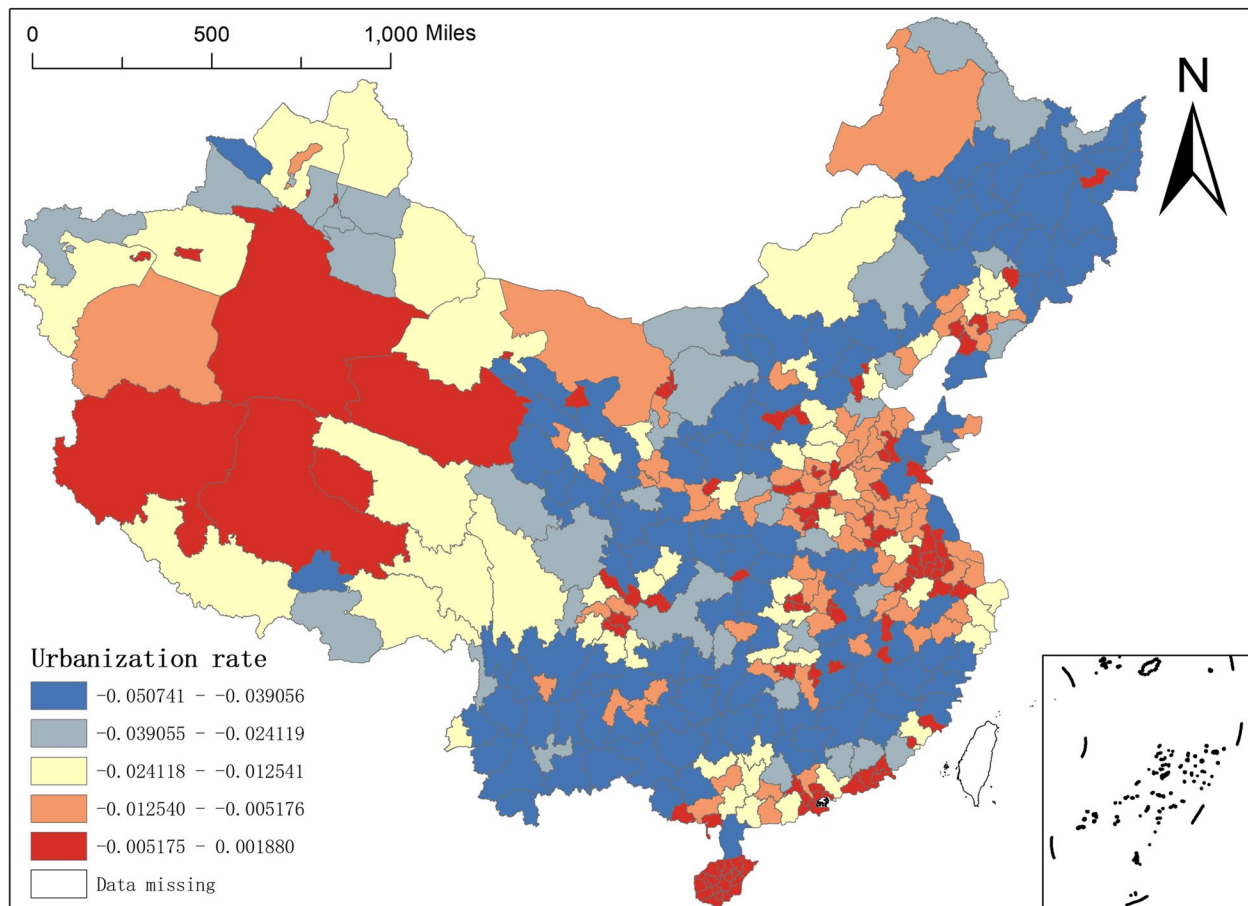 0 500 1,000 Miles
N
Urbanization rate
-0.050741 - -0.039056
-0.039055 - -0.024119
-0.024118 - -0.012541
-0.012540 - -0.005176
-0.005175 - 0.001880
Data missing